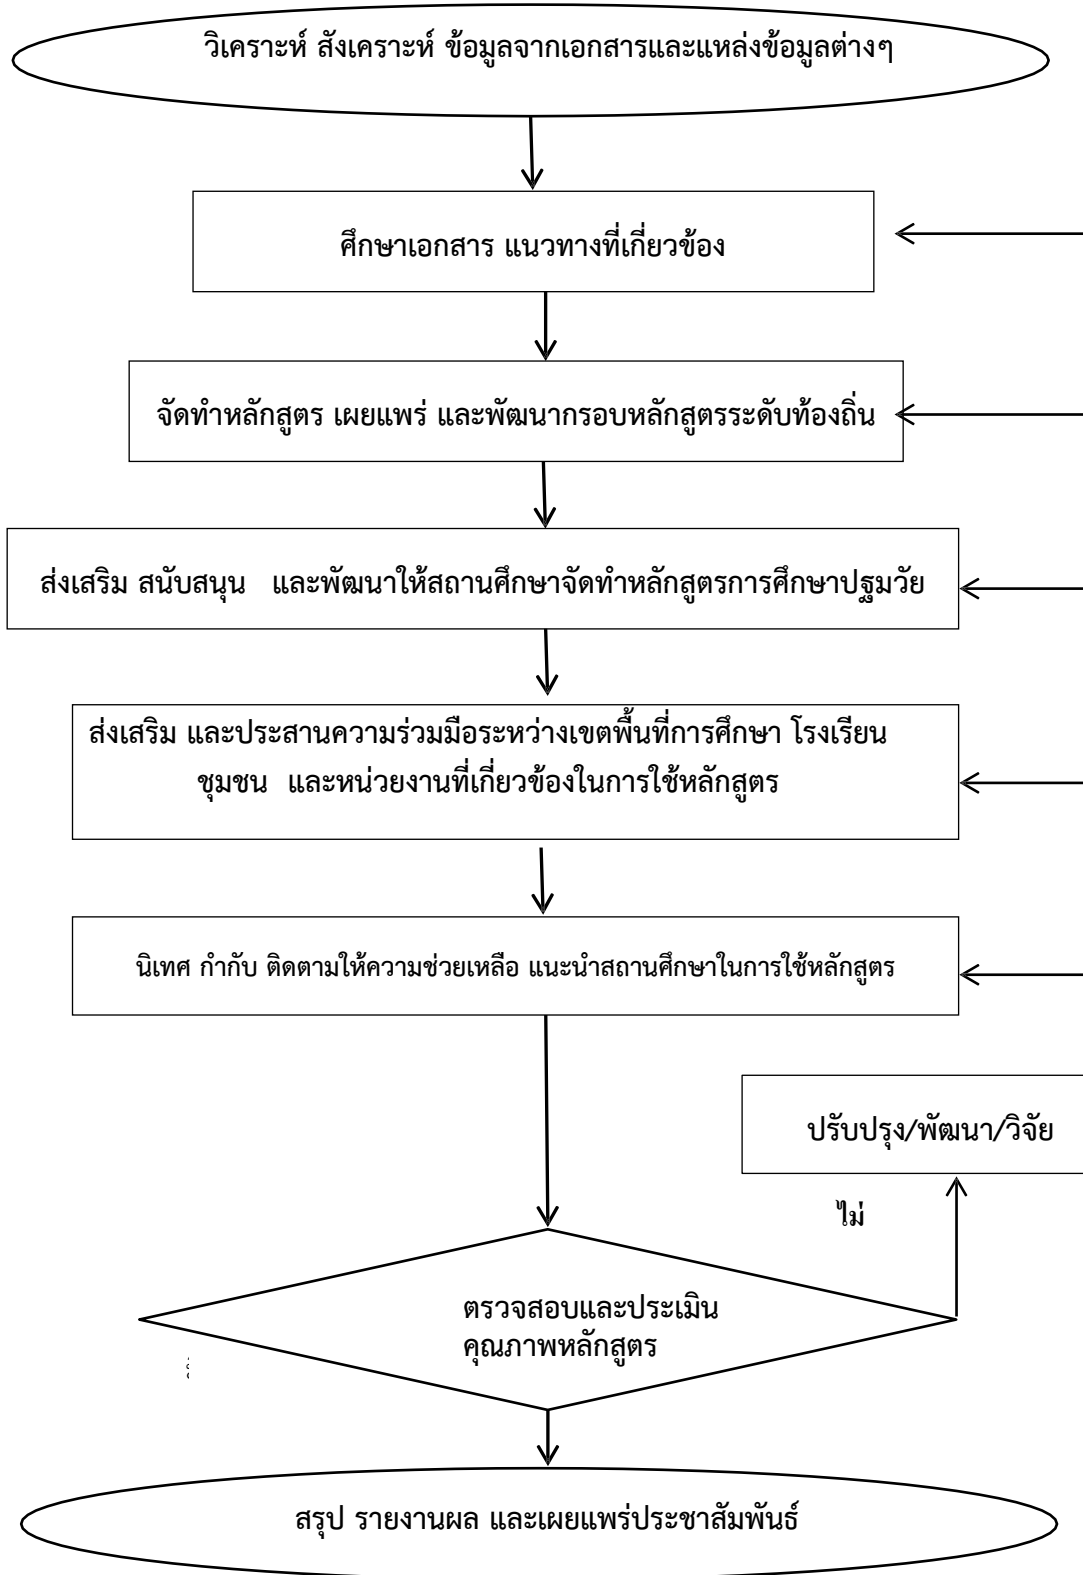 วิเคราะห์ สังเคราะห์ ข้อมูลจากเอกสารและแหล่งข้อมูลต่างๆ
ศึกษาเอกสาร แนวทางที่เกี่ยวข้อง
จัดทำหลักสูตร เผยแพร่ และพัฒนากรอบหลักสูตรระดับท้องถิ่น
ส่งเสริม สนับสนุน และพัฒนาให้สถานศึกษาจัดทำหลักสูตรการศึกษาปฐมวัย
ส่งเสริม และประสานความร่วมมือระหว่างเขตพื้นที่การศึกษา โรงเรียน
ชุมชน และหน่วยงานที่เกี่ยวข้องในการใช้หลักสูตร
นิเทศ กำกับ ติดตามให้ความช่วยเหลือ แนะนำสถานศึกษาในการใช้หลักสูตร
ปรับปรุง/พัฒนา/วิจัย
ไม่
ตรวจสอบและประเมิน
คุณภาพหลักสูตร
สรุป รายงานผล และเผยแพร่ประชาสัมพันธ์